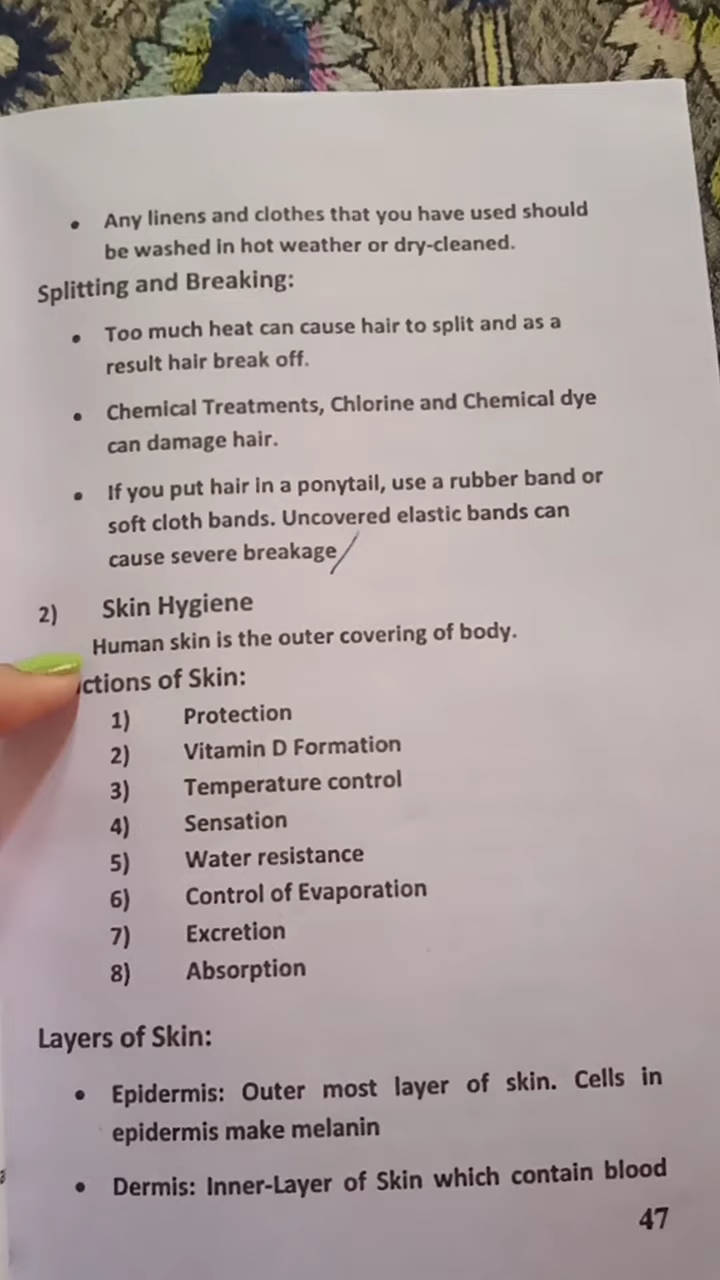 • Any linens and clothes that you have used should
be washed in hot weather or dry-cleaned.
Splitting and Breaking:
• Too much heat can cause hair to split and as a
result hair break off.
• Chemical Treatments, Chlorine and Chemical dye
can damage hair.
• If you put hair in a ponytail, use a rubber band or
soft cloth bands. Uncovered elastic bands can
cause severe breakage/
2) Skin Hygiene
Human skin is the outer covering of body.
ctions of Skin:
1) Protection
2) Vitamin D Formation
3) Temperature control
4) Sensation
5) Water resistance
6) Control of Evaporation
7) Excretion
8) Absorption
Layers of Skin:
• Epidermis: Outer most layer of skin. Cells in
epidermis make melanin
• Dermis: Inner-Layer of Skin which contain blood
47